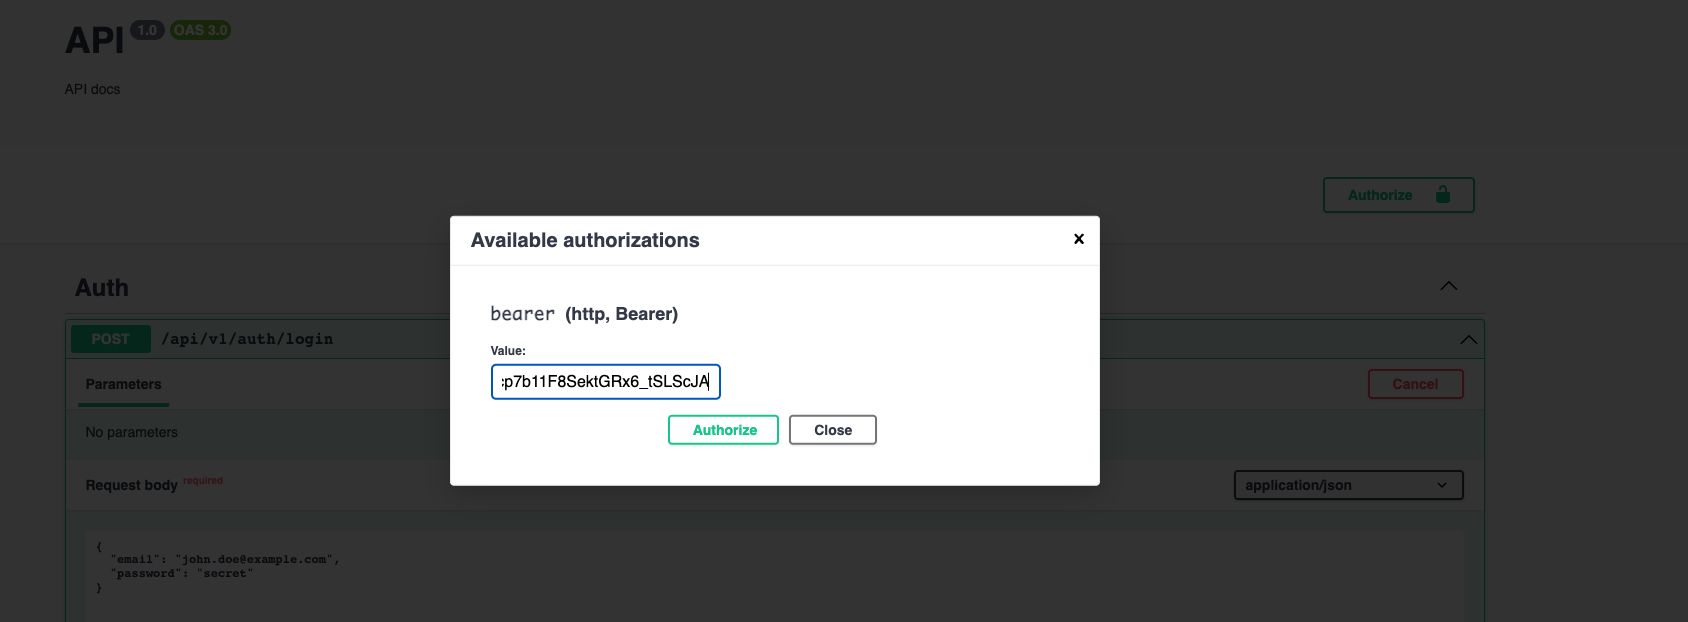 API 1.0 OAS 3.0
API docs
Authorize
Available authorizations x
bearer (http, Bearer)
Value:
p7b11F8SektGRx6_tSLScJA
Authorize Close
Auth
POST /api/v1/auth/login
Parameters Cancel
No parameters
Request body required application/json
{
"email": "john.doe@example.com",
"password": "secret"
}